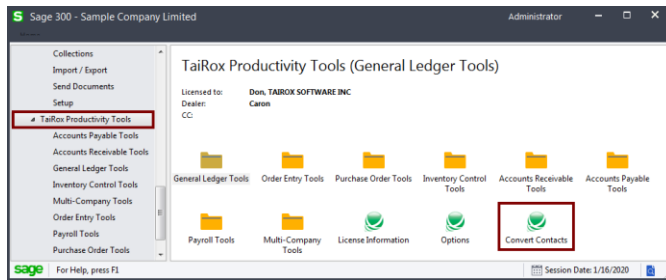 S Sage 300 - Sample Company Limited
Administrator
Collections
Import / Export
Send Documents
Setup
TaiRox Productivity Tools
Accounts Payable Tools
Accounts Receivable Tools
General Ledger Tools
Inventory Control Tools
Multi-Company Tools
Order Entry Tools
Payroll Tools
Purchase Order Tools
TaiRox Productivity Tools (General Ledger Tools)
Licensed to: Don, TAIROX SOFTWARE INC
Dealer: Caron
CC:
General Ledger Tools
Order Entry Tools
Purchase Order Tools
Inventory Control
Tools
Accounts Receivable
Tools
Accounts Payable
Tools
Payroll Tools
Multi-Company
Tools
License Information
Options
Convert Contacts
sage For Help, press F1
Session Date: 1/16/2020